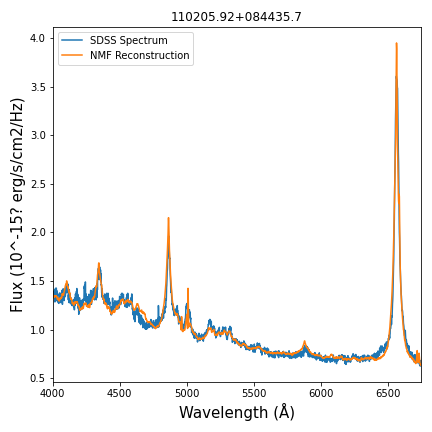 110205.92+084435.7
SDSS Spectrum
NMF Reconstruction
Flux (10^-15? erg/s/cm2/Hz)
4.0
3.5
3.0
2.5
2.0
1.5
1.0
0.5
4000 4500 5000 5500 6000 6500
Wavelength (Å)